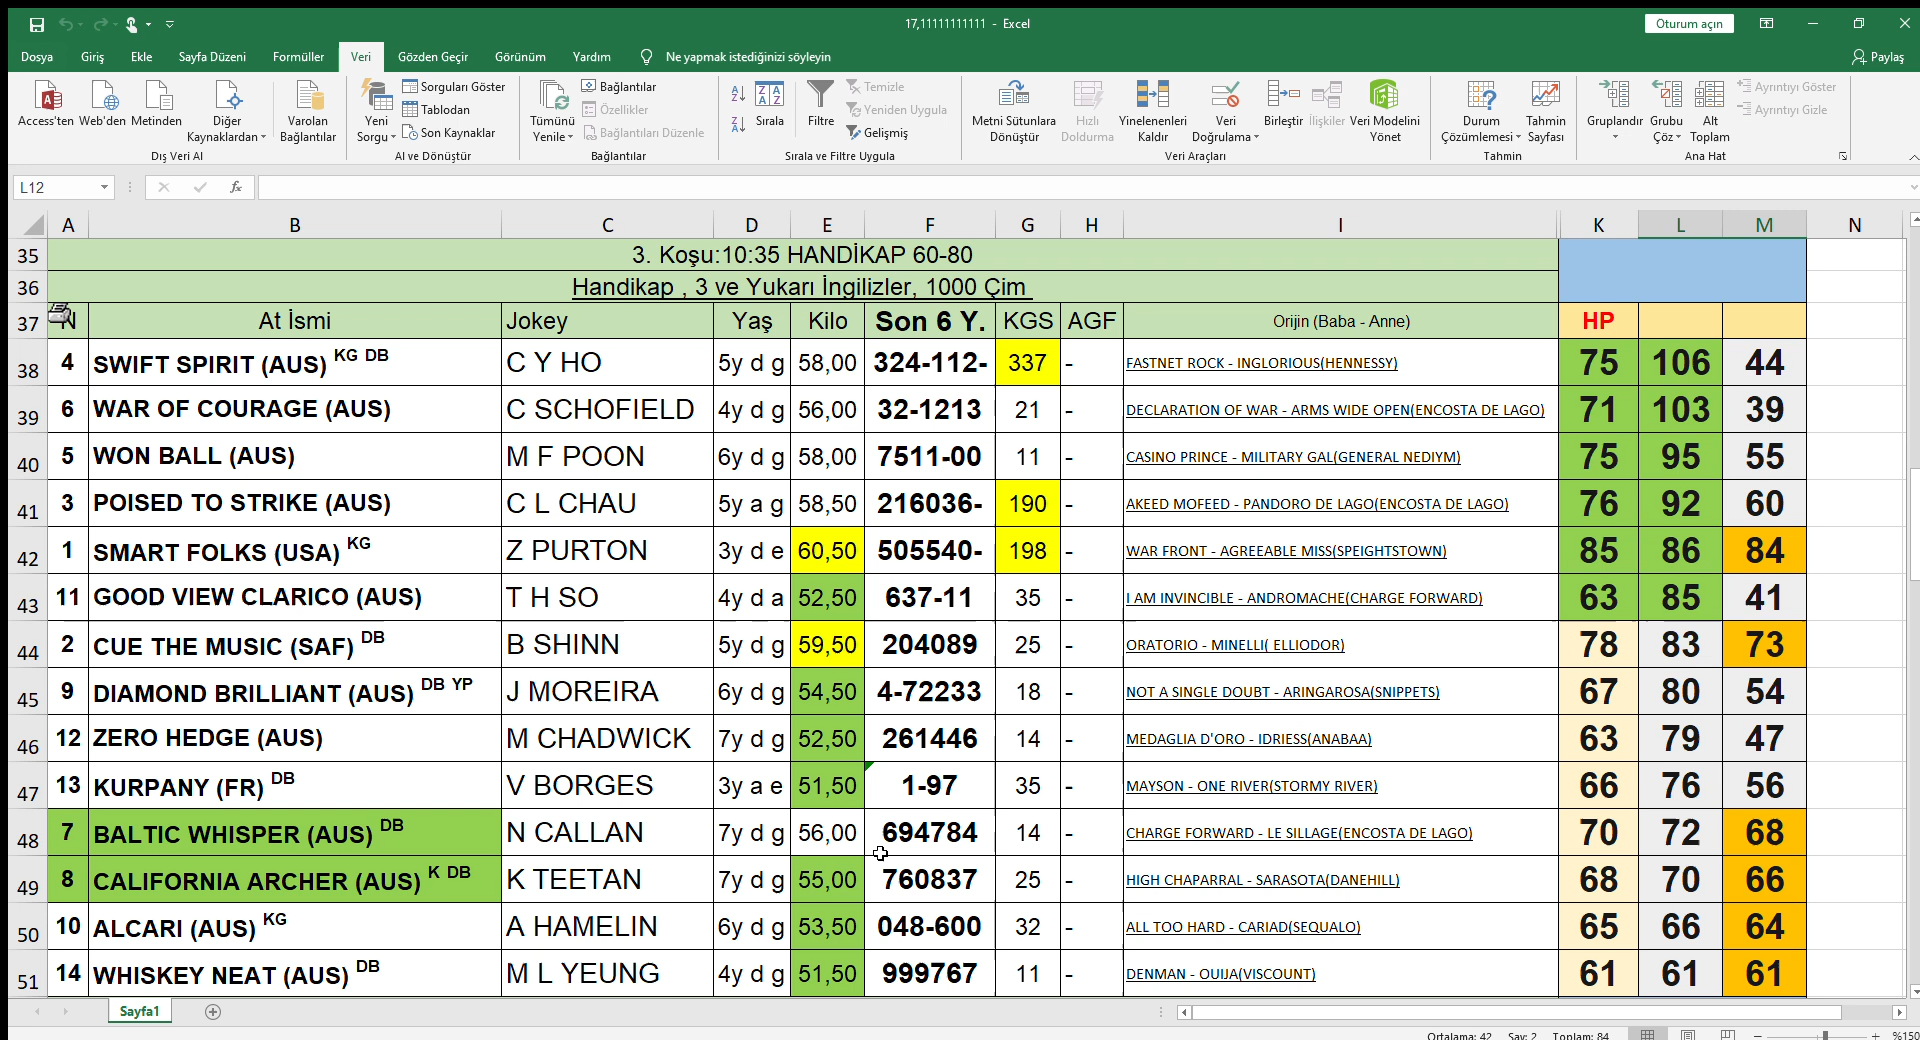 17,11111111111 - Excel
Oturum açın
Dosya Giriş Ekle Sayfa Düzeni Formüller Veri Gözden Geçir Görünüm Yardım Ne yapmak istediğinizi söyleyin Paylaş
Access'ten Web'den Metinden Diğer Kaynaklardan Varolan Bağlantılar
Dış Veri Al
Yeni Sorgu Sorguları Göster
Tablodan
Son Kaynaklar
Al ve Dönüştür
Tümünü Yenile Bağlantılar
Özellikler
Bağlantıları Düzenle
Bağlantılar
Sırala Filtre Temizle
Yeniden Uygula
Gelişmiş
Sırala ve Filtre Uygula
Metni Sütunlara Dönüştür Hızlı Doldurma Yinelenenleri Kaldır Veri Doğrulama Birleştir İlişkiler Veri Modelini Yönet
Veri Araçları
Durum Çözümlemesi Tahmin Sayfası
Tahmin
Gruplandır Grubu Çöz Alt Toplam Ayrıntıyı Göster
Ayrıntıyı Gizle
Ana Hat
L12 fx
A B C D E F G H I K L M N
35 3. Koşu:10:35 HANDİKAP 60-80
36 Handikap , 3 ve Yukarı İngilizler, 1000 Çim
37 N At İsmi Jokey Yaş Kilo Son 6 Y. KGS AGF Orijin (Baba - Anne) HP
38 4 SWIFT SPIRIT (AUS) KG DB C Y HO 5y d g 58,00 324-112- 337 - FASTNET ROCK - INGLORIOUS(HENNESSY) 75 106 44
39 6 WAR OF COURAGE (AUS) C SCHOFIELD 4y d g 56,00 32-1213 21 - DECLARATION OF WAR - ARMS WIDE OPEN(ENCOSTA DE LAGO) 71 103 39
40 5 WON BALL (AUS) M F POON 6y d g 58,00 7511-00 11 - CASINO PRINCE - MILITARY GAL(GENERAL NEDIYM) 75 95 55
41 3 POISED TO STRIKE (AUS) C L CHAU 5y a g 58,50 216036- 190 - AKEED MOFEED - PANDORO DE LAGO(ENCOSTA DE LAGO) 76 92 60
42 1 SMART FOLKS (USA) KG Z PURTON 3y d e 60,50 505540- 198 - WAR FRONT - AGREEABLE MISS(SPEIGHTSTOWN) 85 86 84
43 11 GOOD VIEW CLARICO (AUS) T H SO 4y d a 52,50 637-11 35 - I AM INVINCIBLE - ANDROMACHE(CHARGE FORWARD) 63 85 41
44 2 CUE THE MUSIC (SAF) DB B SHINN 5y d g 59,50 204089 25 - ORATORIO - MINELLI( ELLIODOR) 78 83 73
45 9 DIAMOND BRILLIANT (AUS) DB YP J MOREIRA 6y d g 54,50 4-72233 18 - NOT A SINGLE DOUBT - ARINGAROSA(SNIPPETS) 67 80 54
46 12 ZERO HEDGE (AUS) M CHADWICK 7y d g 52,50 261446 14 - MEDAGLIA D'ORO - IDRIESS(ANABAA) 63 79 47
47 13 KURPANY (FR) DB V BORGES 3y a e 51,50 1-97 35 - MAYSON - ONE RIVER(STORMY RIVER) 66 76 56
48 7 BALTIC WHISPER (AUS) DB N CALLAN 7y d g 56,00 694784 14 - CHARGE FORWARD - LE SILLAGE(ENCOSTA DE LAGO) 70 72 68
49 8 CALIFORNIA ARCHER (AUS) K DB K TEETAN 7y d g 55,00 760837 25 - HIGH CHAPARRAL - SARASOTA(DANEHILL) 68 70 66
50 10 ALCARI (AUS) KG A HAMELIN 6y d g 53,50 048-600 32 - ALL TOO HARD - CARIAD(SEQUALO) 65 66 64
51 14 WHISKEY NEAT (AUS) DB M L YEUNG 4y d g 51,50 999767 11 - DENMAN - OUIJA(VISCOUNT) 61 61 61
Sayfa1
Ortalama: 42 Say: 2 Toplam: 84 %150